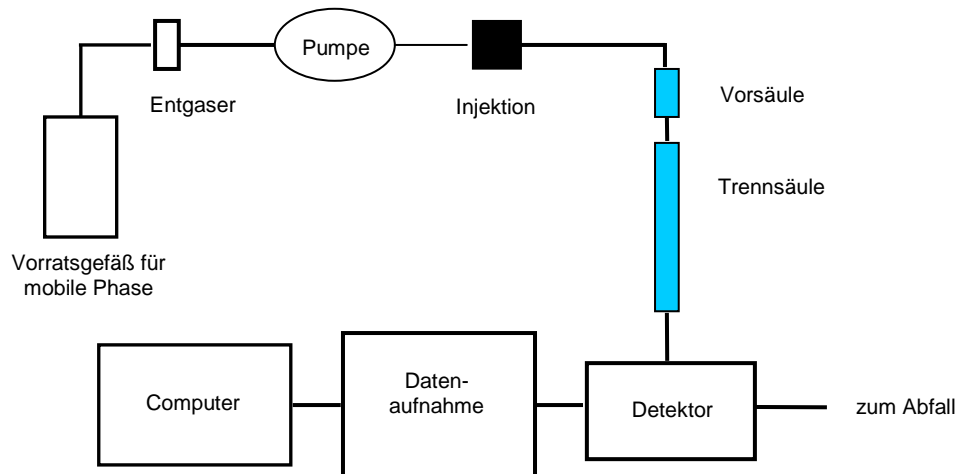 Pumpe
Entgaser
Injektion
Vorsäule
Trennsäule
Vorratsgefäß für
mobile Phase
Computer
Daten-
aufnahme
Detektor
zum Abfall